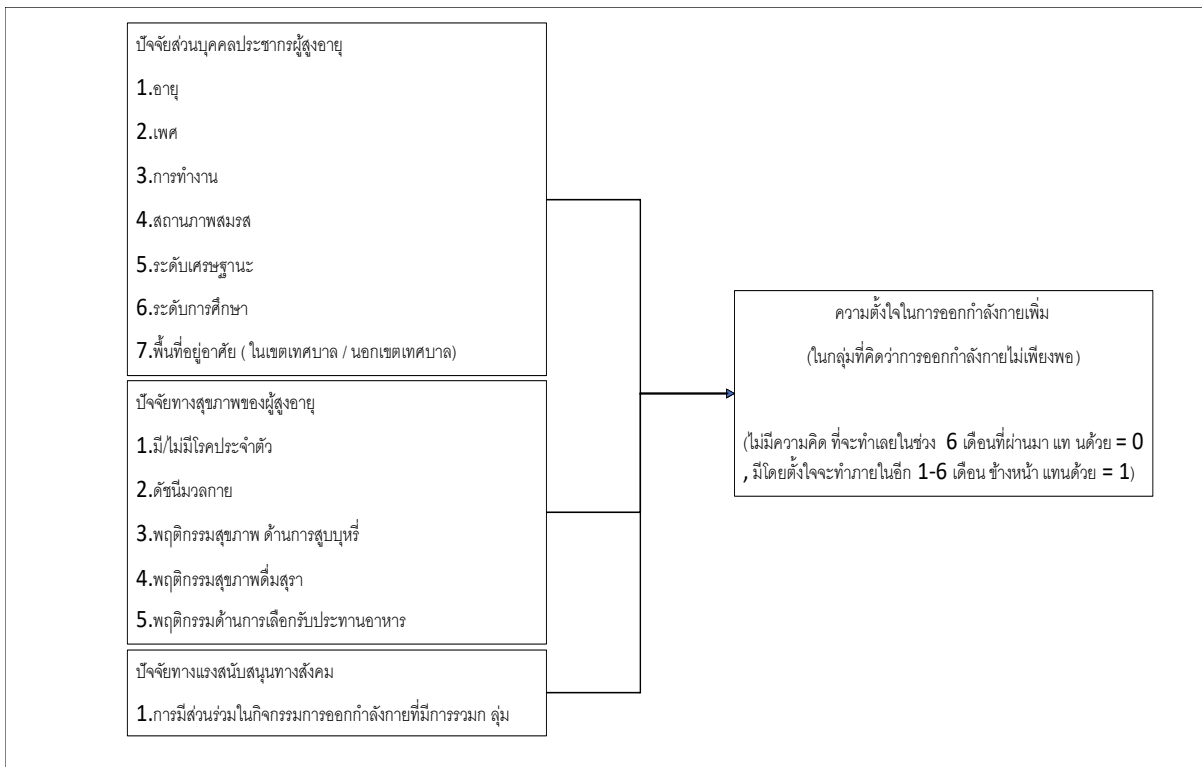 ปัจจัยส่วนบุคคลประชากรผู้สูงอายุ
1.อายุ
2.เพศ
3.การทำงาน
4.สถานภาพสมรส
5.ระดับเศรษฐานะ
6.ระดับการศึกษา
7.พื้นที่อยู่อาศัย ( ในเขตเทศบาล / นอกเขตเทศบาล)
ปัจจัยทางสุขภาพของผู้สูงอายุ
1.มี/ไม่มีโรคประจำตัว
2.ดัชนีมวลกาย
3.พฤติกรรมสุขภาพ ด้านการสูบบุหรี่
4.พฤติกรรมสุขภาพดื่มสุรา
5.พฤติกรรมด้านการเลือกรับประทานอาหาร
ปัจจัยทางแรงสนับสนุนทางสังคม
1.การมีส่วนร่วมในกิจกรรมการออกกำลังกายที่มีการรวมก ลุ่ม
ความตั้งใจในการออกกำลังกายเพิ่ม
(ในกลุ่มที่คิดว่าการออกกำลังกายไม่เพียงพอ)
(ไม่มีความคิด ที่จะทำเลยในช่วง 6 เดือนที่ผ่านมา แท นด้วย = 0
, มีโดยตั้งใจจะทำภายในอีก 1-6 เดือน ข้างหน้า แทนด้วย = 1)